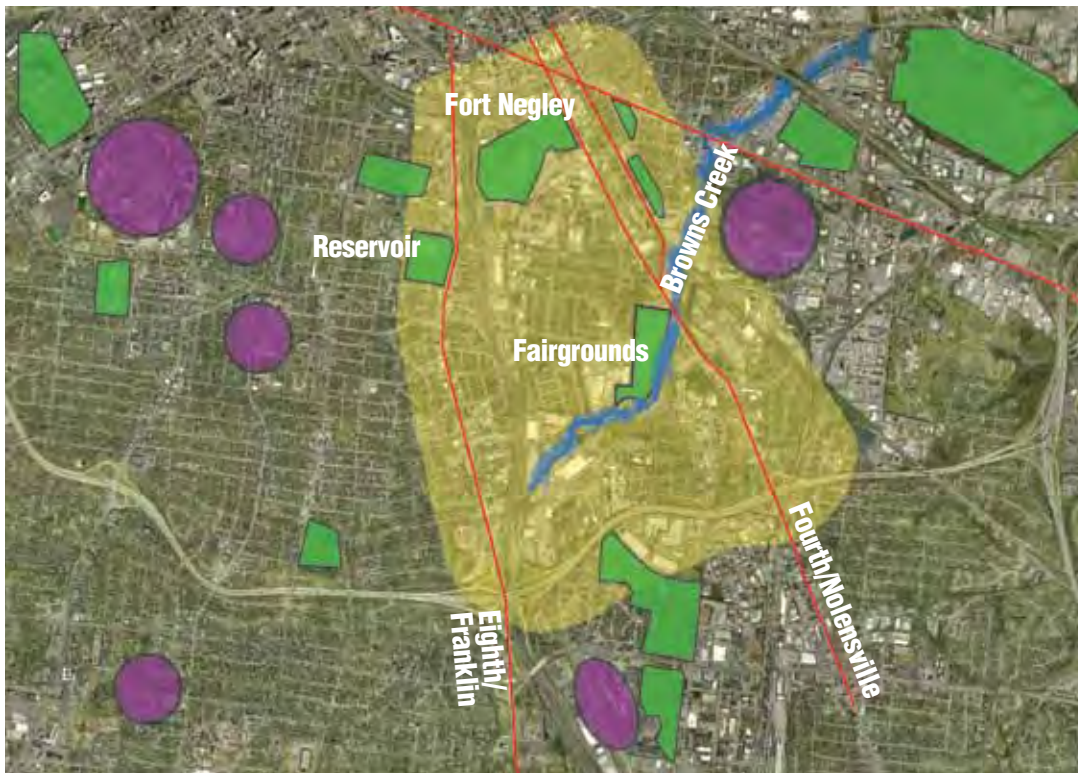 Fort Negley
Browns Creek
Reservoir
Fairgrounds
Fourth/Nolensville
Eighth/
Franklin